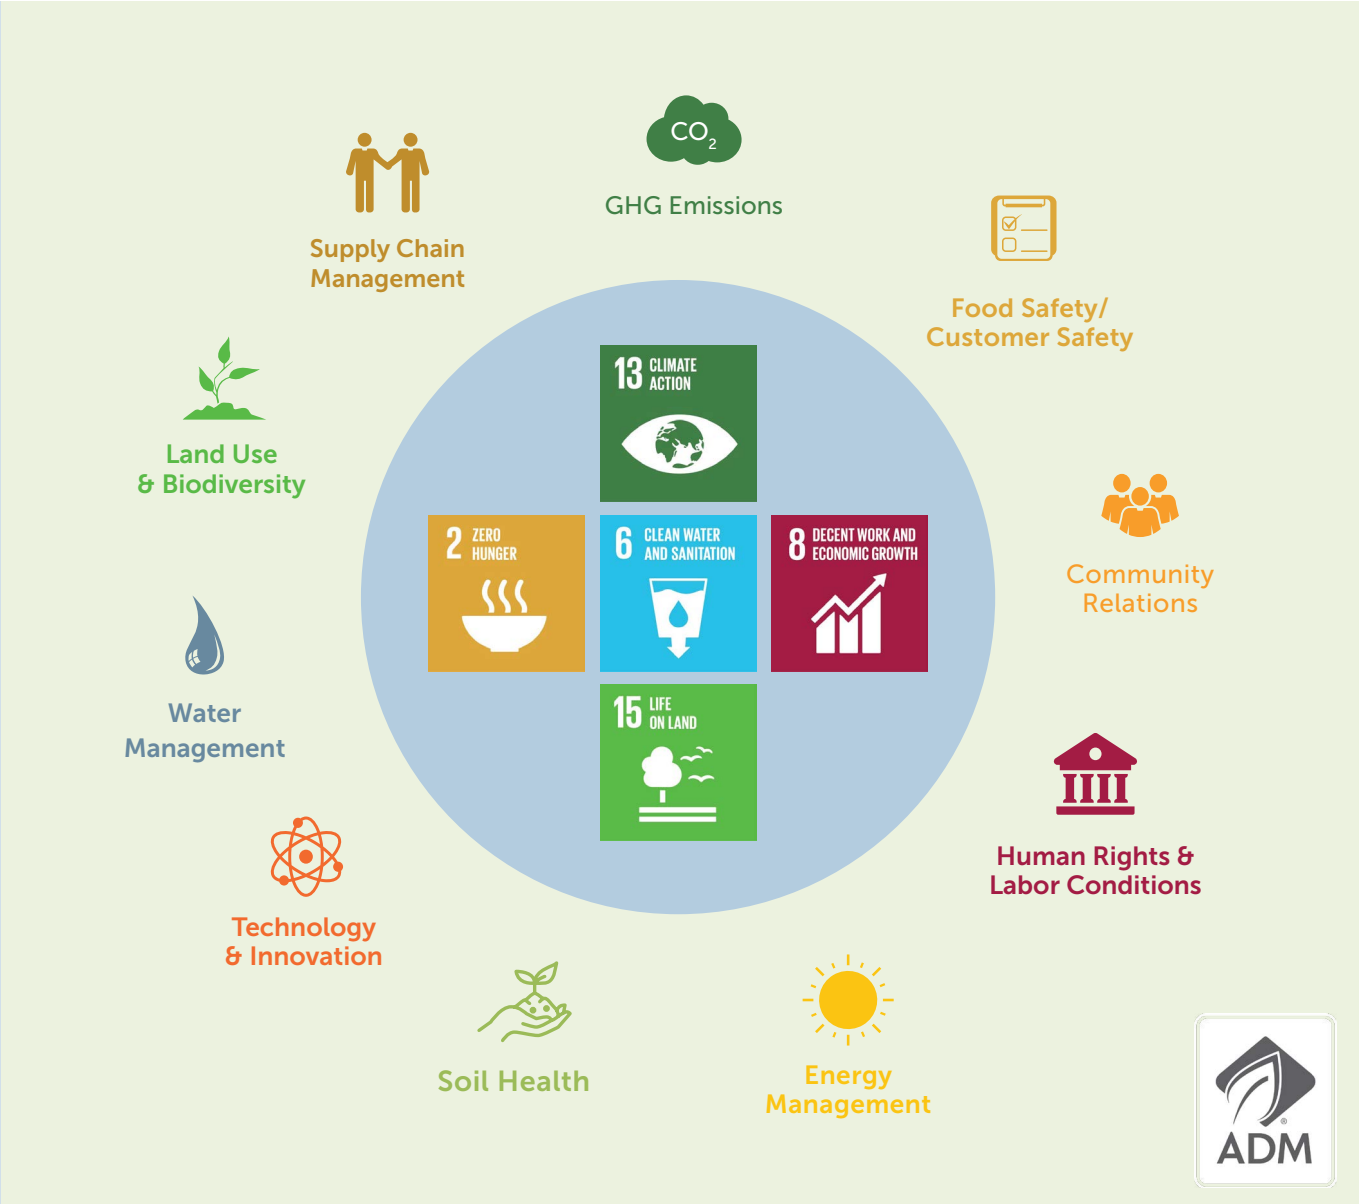 CO2
GHG Emissions
Supply Chain
Management
Food Safety/
Customer Safety
Land Use
& Biodiversity
13 CLIMATE
ACTION
2 ZERO
HUNGER
6 CLEAN WATER
AND SANITATION
8 DECENT WORK AND
ECONOMIC GROWTH
15 LIFE
ON LAND
Community
Relations
Water
Management
Human Rights &
Labor Conditions
Technology
& Innovation
Soil Health
Energy
Management
®
ADM